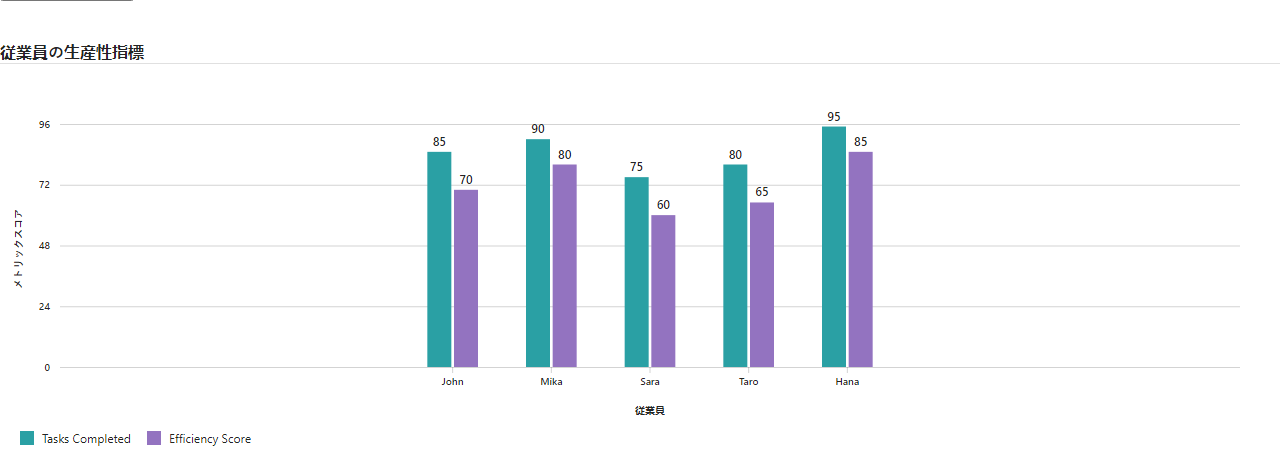 従業員の生産性指標
メトリックスコア
96
72
48
24
0
85
70
90
80
75
60
80
65
95
85
John
Mika
Sara
Taro
Hana
従業員
Tasks Completed
Efficiency Score